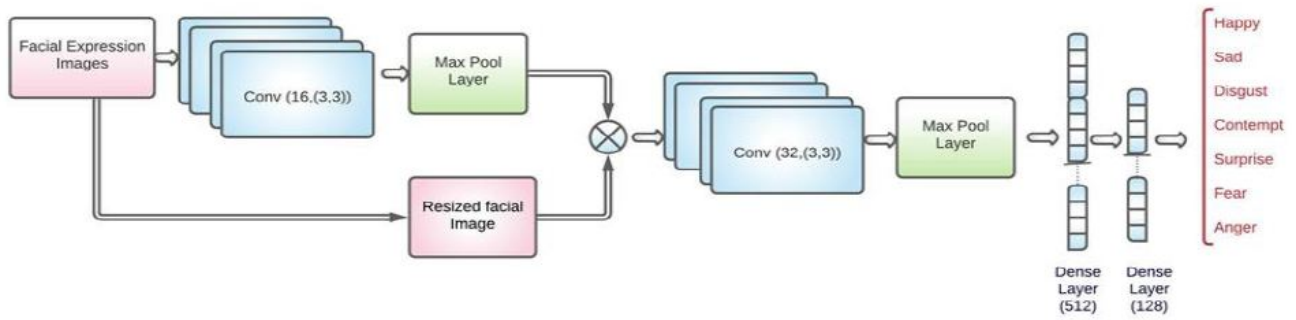 Facial Expression
Images
Conv (16,(3,3))
Max Pool
Layer
Resized facial
Image
Conv (32,(3,3))
Max Pool
Layer
Dense
Layer
(512)
Dense
Layer
(128)
Happy
Sad
Disgust
Contempt
Surprise
Fear
Anger